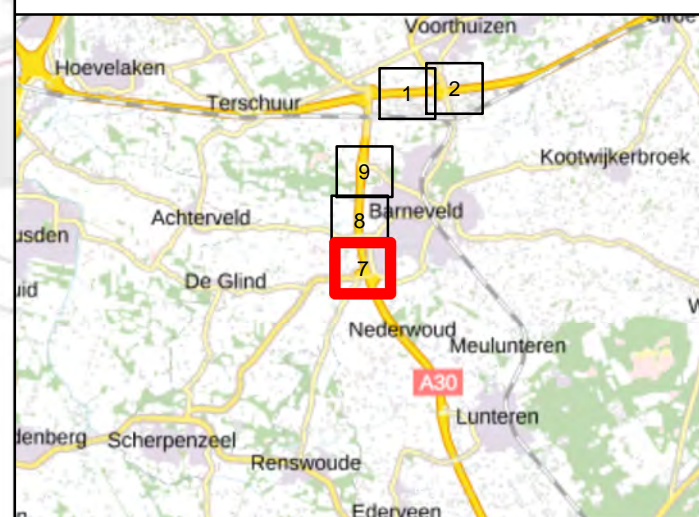 Stroe
Voorthuizen
Hoevelaken
1
2
Terschuur
Kootwijkerbroek
9
Achterveld
8
Barneveld
usden
7
De Glind
uid
W
Nederwoud
Meulunteren
A30
Lunteren
denberg
Scherpenzeel
Renswoude
Ederveen